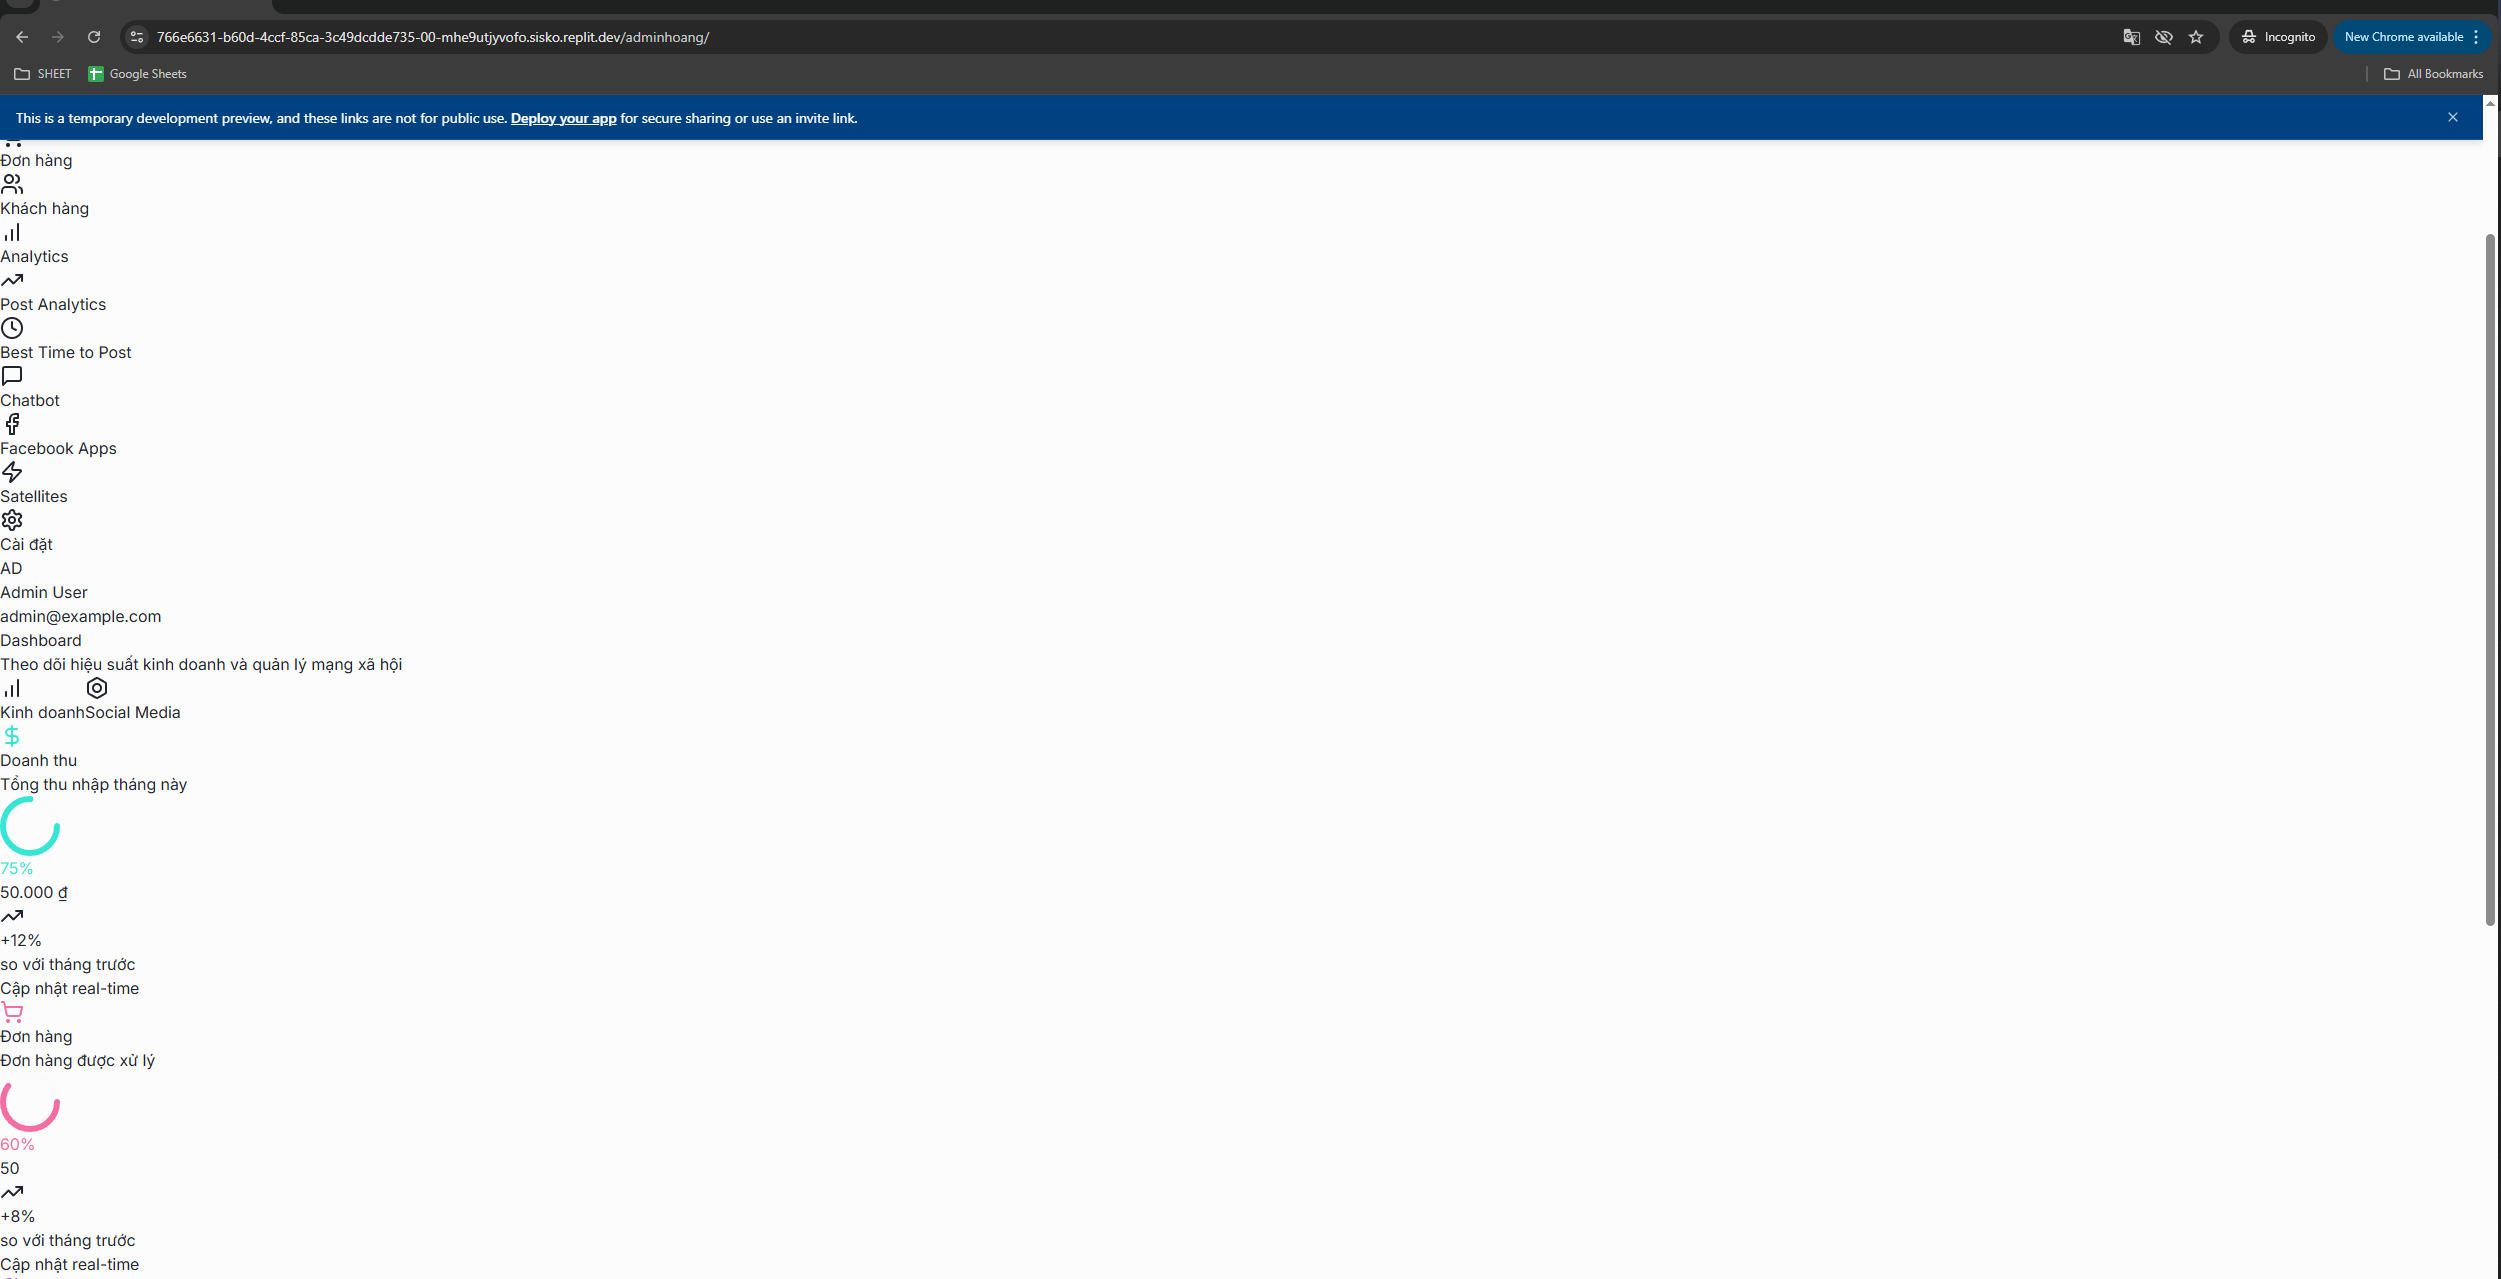 766e6631-b60d-4ccf-85ca-3c49dcdde735-00-mhe9utjyvofo.sisko.replit.dev/adminhoang/
Incognito
New Chrome available
SHEET
Google Sheets
All Bookmarks
This is a temporary development preview, and these links are not for public use. Deploy your app for secure sharing or use an invite link.
Đơn hàng
Khách hàng
Analytics
Post Analytics
Best Time to Post
Chatbot
Facebook Apps
Satellites
Cài đặt
AD
Admin User
admin@example.com
Dashboard
Theo dõi hiệu suất kinh doanh và quản lý mạng xã hội
Kinh doanhSocial Media
Doanh thu
Tổng thu nhập tháng này
75%
50.000 ₫
+12%
so với tháng trước
Cập nhật real-time
Đơn hàng
Đơn hàng được xử lý
60%
50
+8%
so với tháng trước
Cập nhật real-time